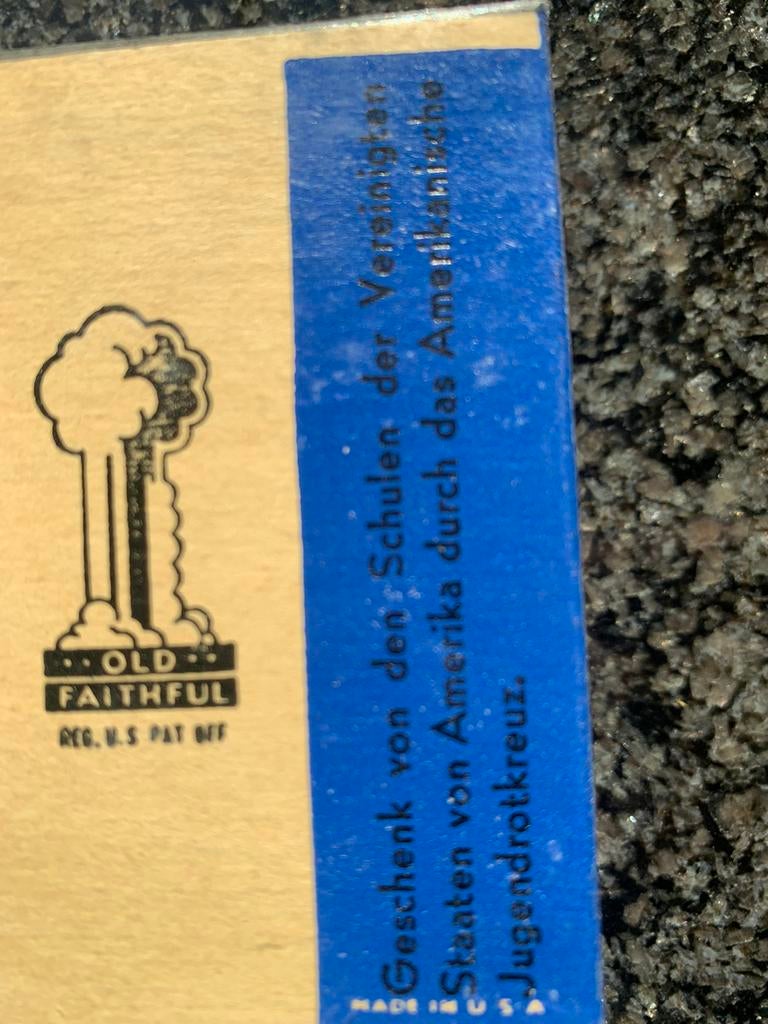 OLD
FAITHFUL
REG. U.S PAT OFF
Geschenk von den Schulen der Vereinigten
Staaten von Amerika durch das Amerikanische
Jugendrotkreuz.
MADE IN U S A